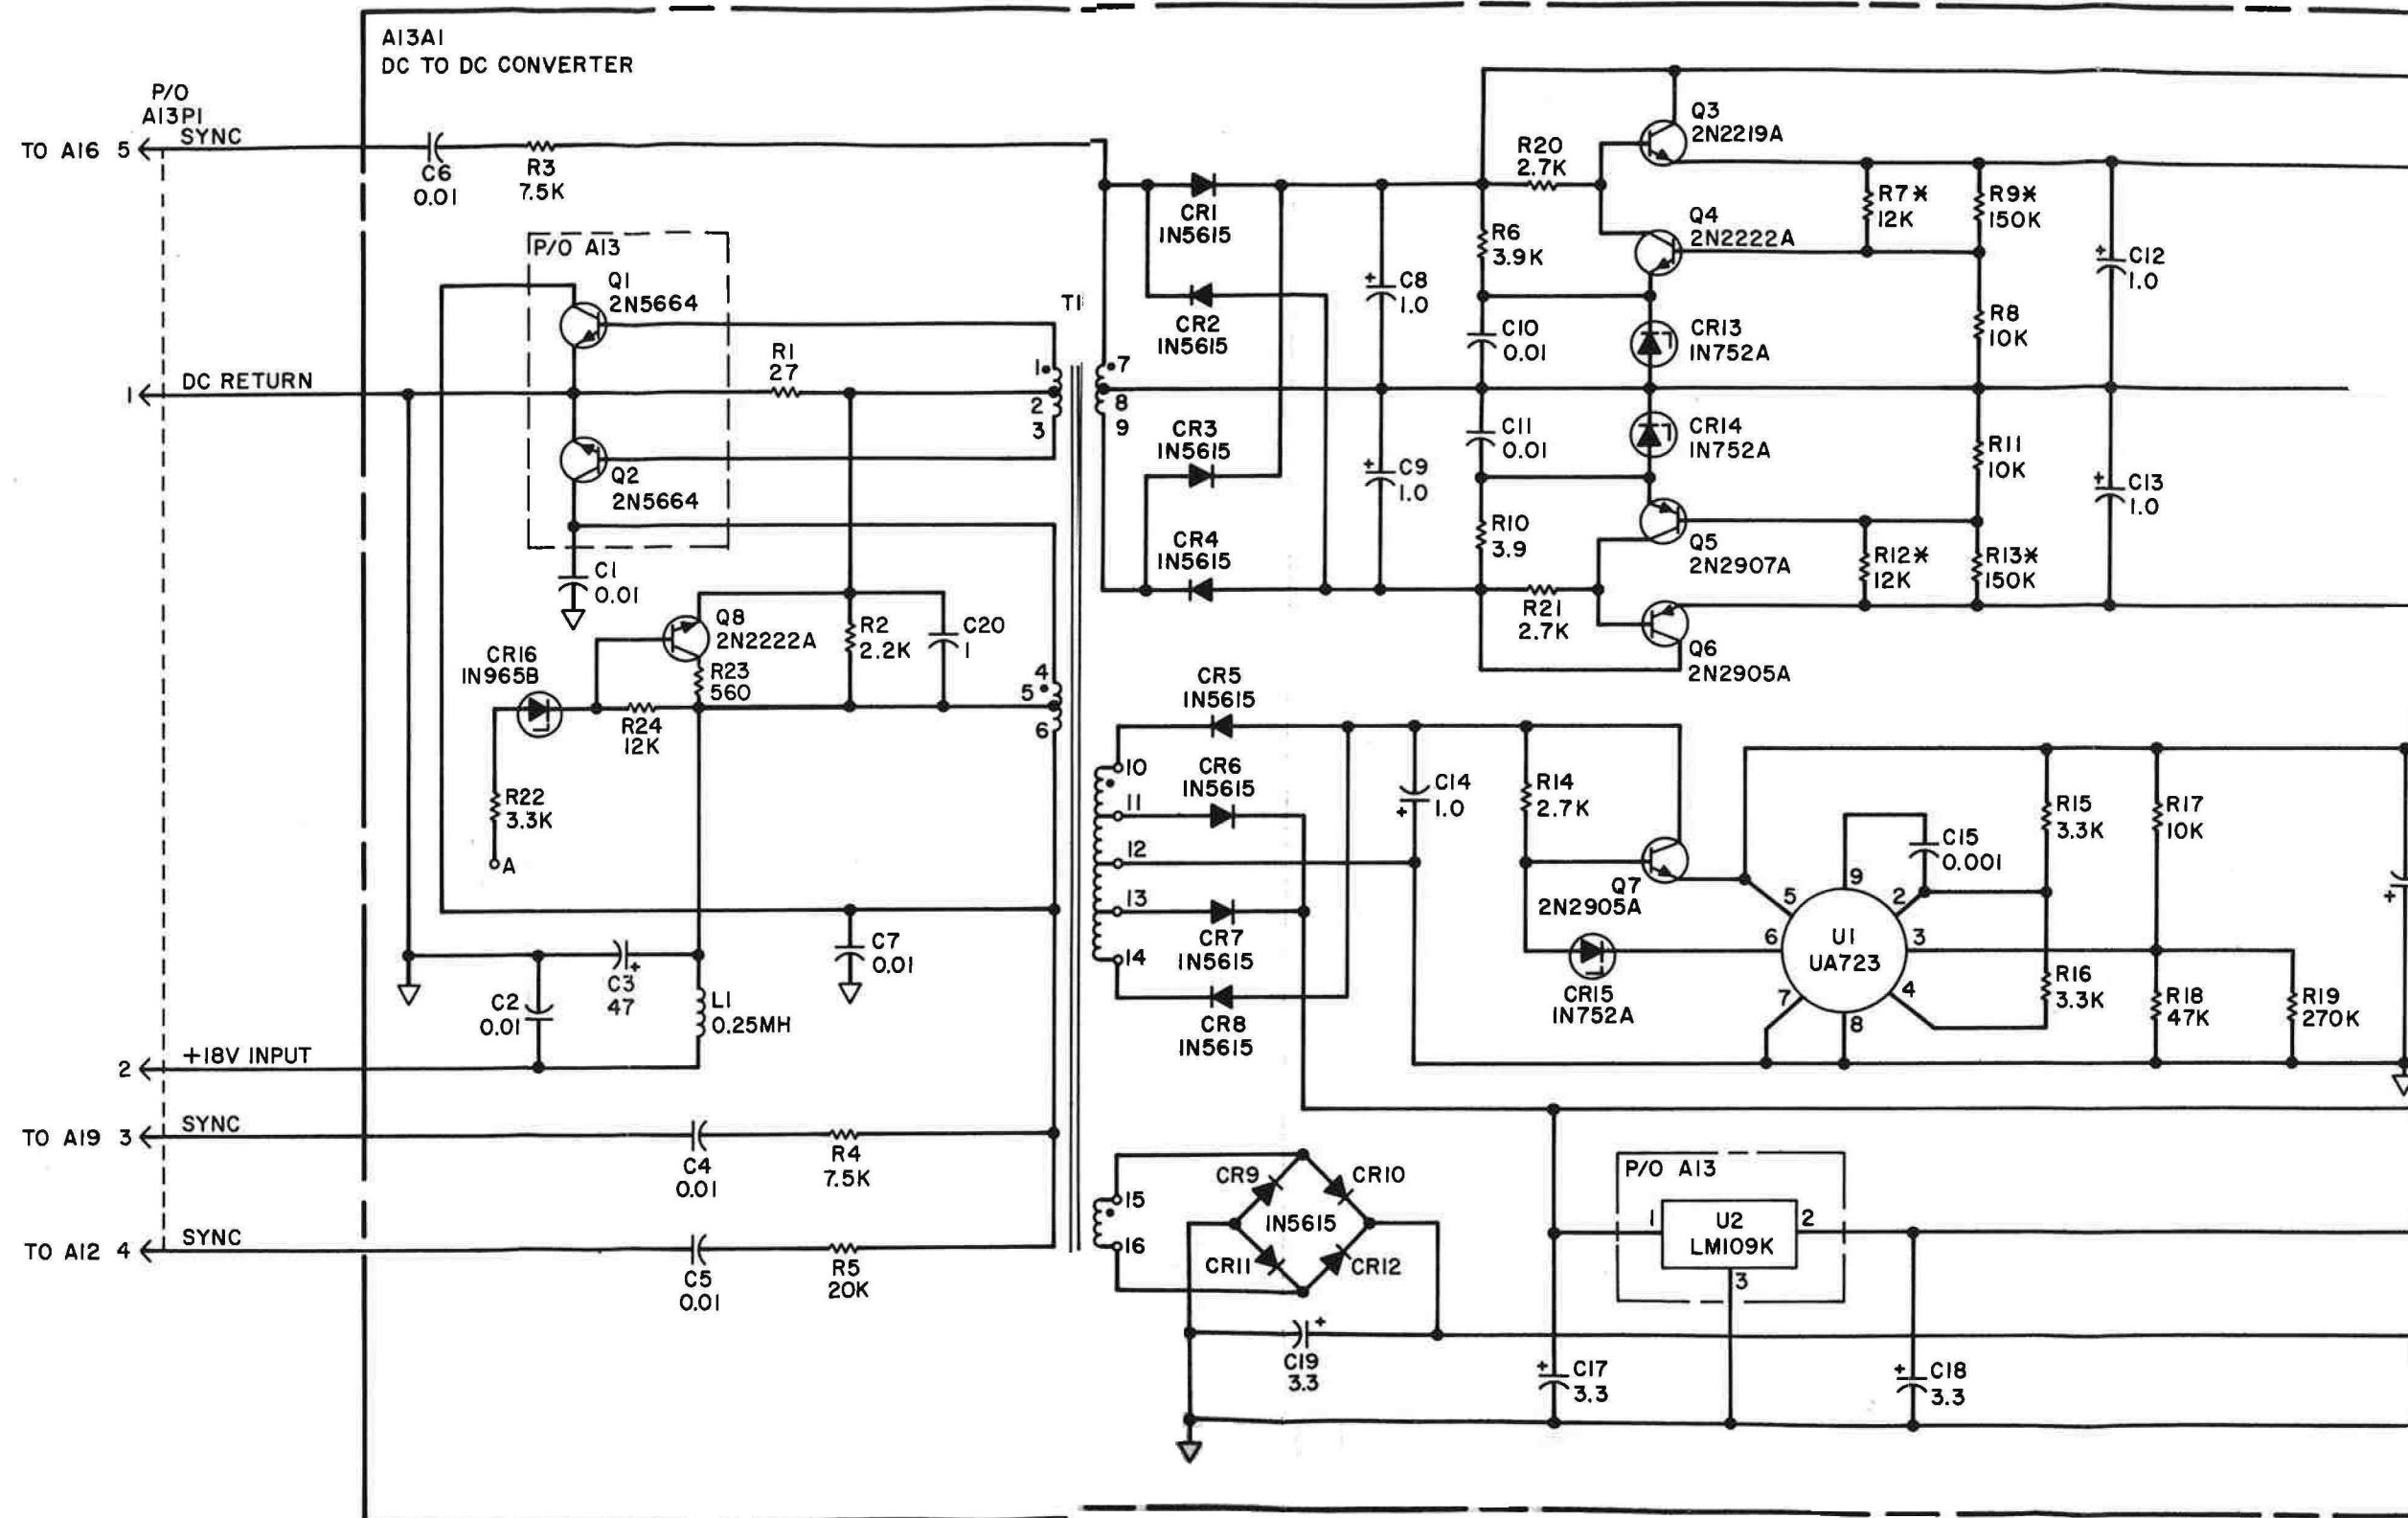 A13A1
DC TO DC CONVERTER
P/O
A13P1
TO A16 5
SYNC
C6
0.01
R3
7.5K
P/O A13
Q1
2N5664
1
DC RETURN
R1
27
Q2
2N5664
C1
0.01
Q8
2N2222A
R2
2.2K
C20
1
CR16
1N965B
R23
560
R24
12K
R22
3.3K
A
C7
0.01
C2
0.01
C3
+
47
L1
0.25MH
2
+18V INPUT
TO A19 3
SYNC
C4
0.01
R4
7.5K
TO A12 4
SYNC
C5
0.01
R5
20K
T1
1
2
3
4
5
6
7
8
9
CR1
1N5615
CR2
1N5615
CR3
1N5615
CR4
1N5615
+
C8
1.0
+
C9
1.0
R6
3.9K
C10
0.01
C11
0.01
R10
3.9
R20
2.7K
R21
2.7K
Q3
2N2219A
Q4
2N2222A
CR13
1N752A
CR14
1N752A
Q5
2N2907A
Q6
2N2905A
R7*
12K
R9*
150K
R8
10K
R11
10K
R12*
12K
R13*
150K
+
C12
1.0
+
C13
1.0
CR5
1N5615
10
CR6
1N5615
11
12
13
CR7
1N5615
14
CR8
1N5615
C14
+
1.0
R14
2.7K
Q7
2N2905A
CR15
1N752A
U1
UA723
5
9
2
6
3
7
4
8
C15
0.001
R15
3.3K
R16
3.3K
R17
10K
R18
47K
R19
270K
+
15
16
CR9
CR10
1N5615
CR11
CR12
C19
+
3.3
P/O A13
1
U2
LM109K
2
3
+
C17
3.3
+
C18
3.3